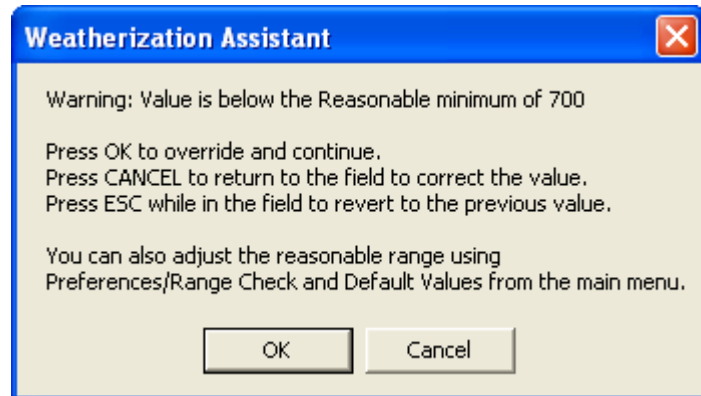 Weatherization Assistant
Warning: Value is below the Reasonable minimum of 700
Press OK to override and continue.
Press CANCEL to return to the field to correct the value.
Press ESC while in the field to revert to the previous value.
You can also adjust the reasonable range using
Preferences/Range Check and Default Values from the main menu.
OK
Cancel